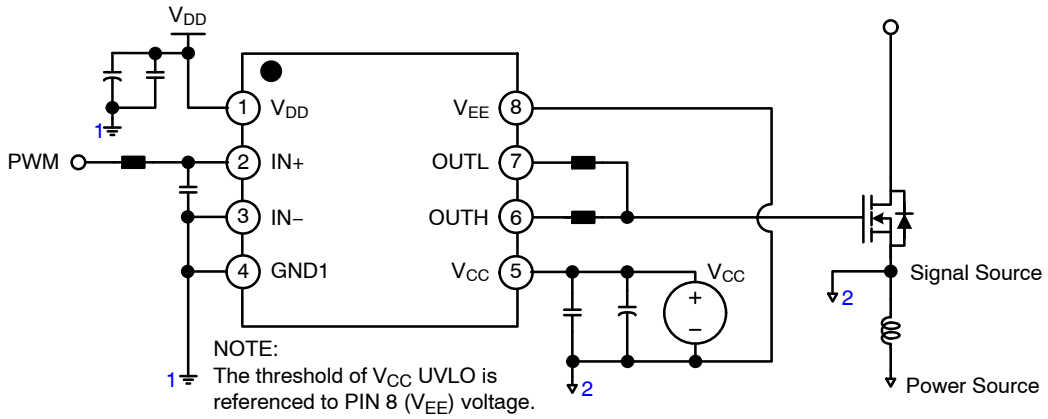 VDD
1
1 VDD
VEE 8
PWM
2 IN+
OUTL 7
3 IN−
OUTH 6
4 GND1
VCC 5
VCC
+
−
Signal Source
2
1
2
Power Source
NOTE:
The threshold of VCC UVLO is
referenced to PIN 8 (VEE) voltage.